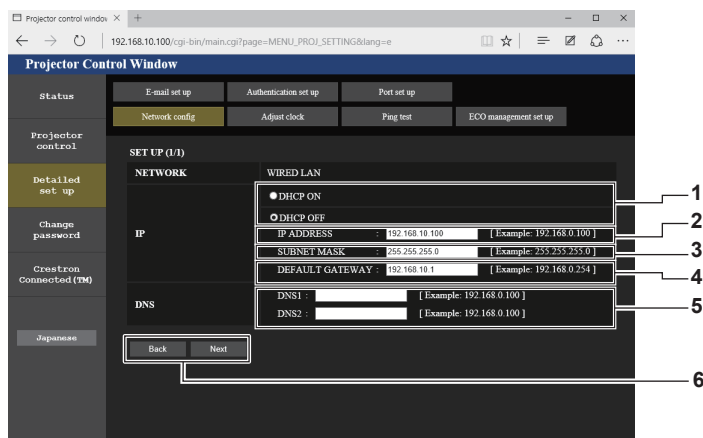 Projector control window
192.168.10.100/cgi-bin/main.cgi?page=MENU_PROJ_SETTING&lang=e
Projector Control Window
Status
E-mail set up
Authentication set up
Port set up
Network config
Adjust clock
Ping test
ECO management set up
Projector control
SET UP (1/1)
Detailed set up
NETWORK
WIRED LAN
DHCP ON
1
DHCP OFF
IP
IP ADDRESS : 192.168.10.100 [ Example: 192.168.0.100 ]
2
SUBNET MASK : 255.255.255.0 [ Example: 255.255.255.0 ]
3
DEFAULT GATEWAY : 192.168.10.1 [ Example: 192.168.0.254 ]
4
Change password
Crestron Connected(TM)
DNS
DNS1 : [ Example: 192.168.0.100 ]
DNS2 : [ Example: 192.168.0.100 ]
5
Japanese
Back
Next
6